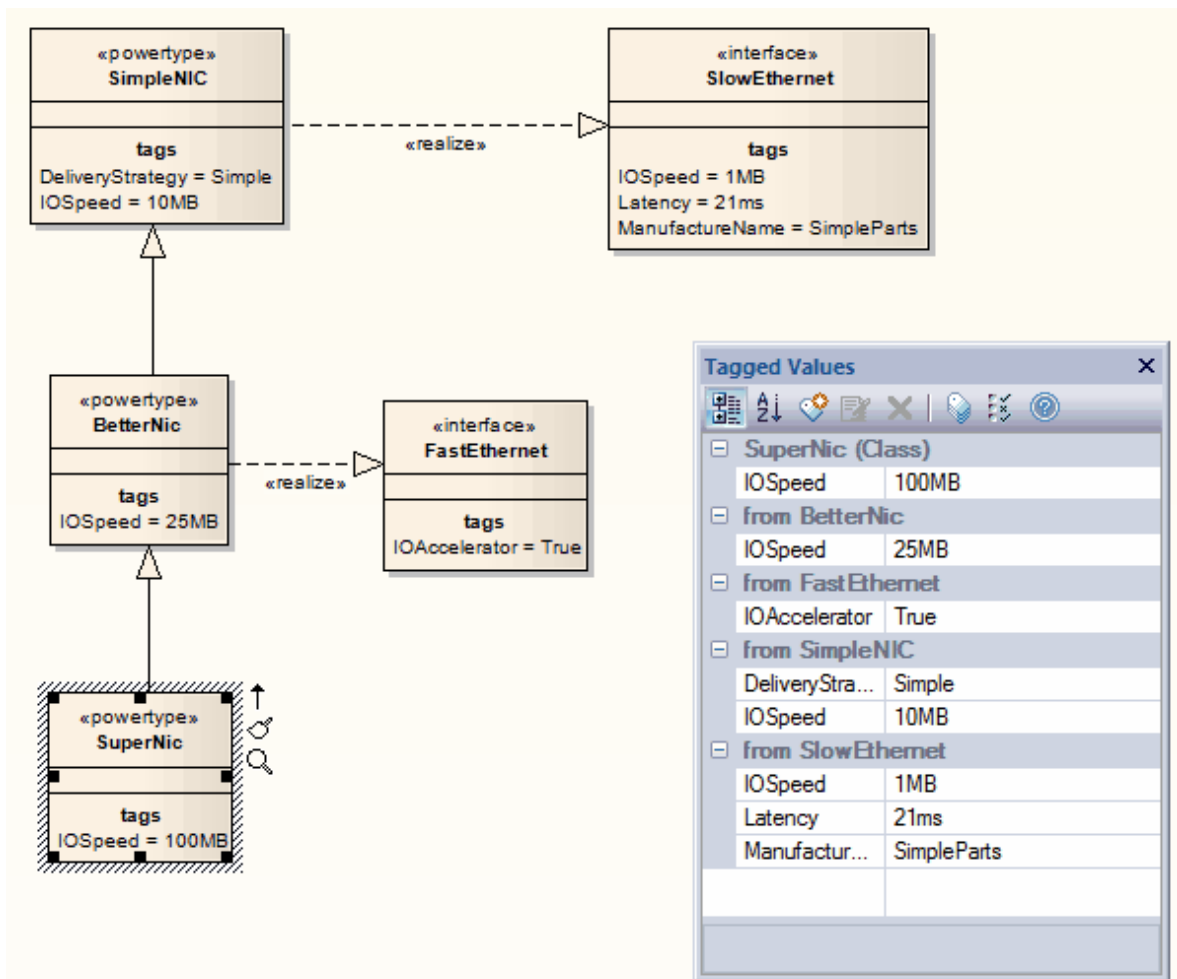 «powertype»
SimpleNIC
tags
DeliveryStrategy = Simple
IOSpeed = 10MB
«realize»
«interface»
SlowEthernet
tags
IOSpeed = 1MB
Latency = 21ms
ManufactureName = SimpleParts
«powertype»
BetterNic
tags
IOSpeed = 25MB
«realize»
«interface»
FastEthernet
tags
IOAccelerator = True
«powertype»
SuperNic
tags
IOSpeed = 100MB
Tagged Values
SuperNic (Class)
IOSpeed 100MB
from BetterNic
IOSpeed 25MB
from FastEthernet
IOAccelerator True
from SimpleNIC
DeliveryStra... Simple
IOSpeed 10MB
from SlowEthernet
IOSpeed 1MB
Latency 21ms
Manufactur... SimpleParts